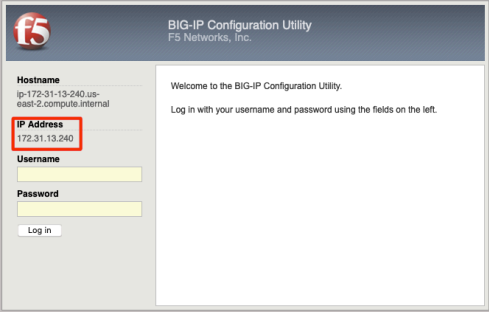 f5
BIG-IP Configuration Utility
F5 Networks, Inc.
Hostname
ip-172-31-13-240.us-
east-2.compute.internal
IP Address
172.31.13.240
Username
Password
Log in
Welcome to the BIG-IP Configuration Utility.
Log in with your username and password using the fields on the left.